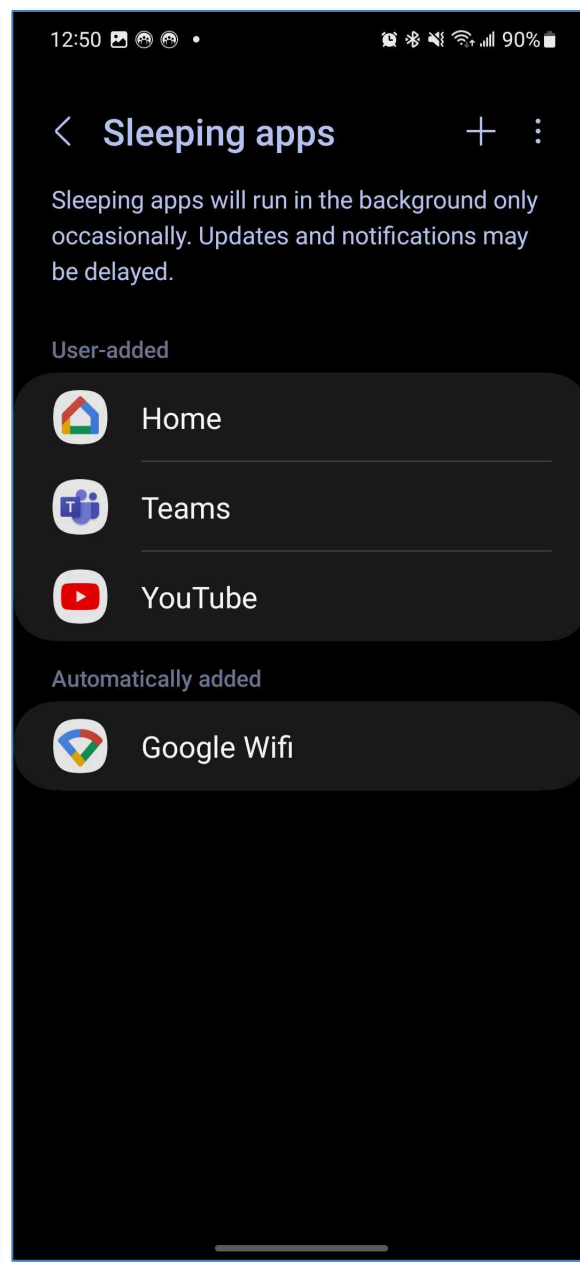 12:50 90%
Sleeping apps
Sleeping apps will run in the background only
occasionally. Updates and notifications may
be delayed.
User-added
Home
T
Teams
YouTube
Automatically added
Google Wifi